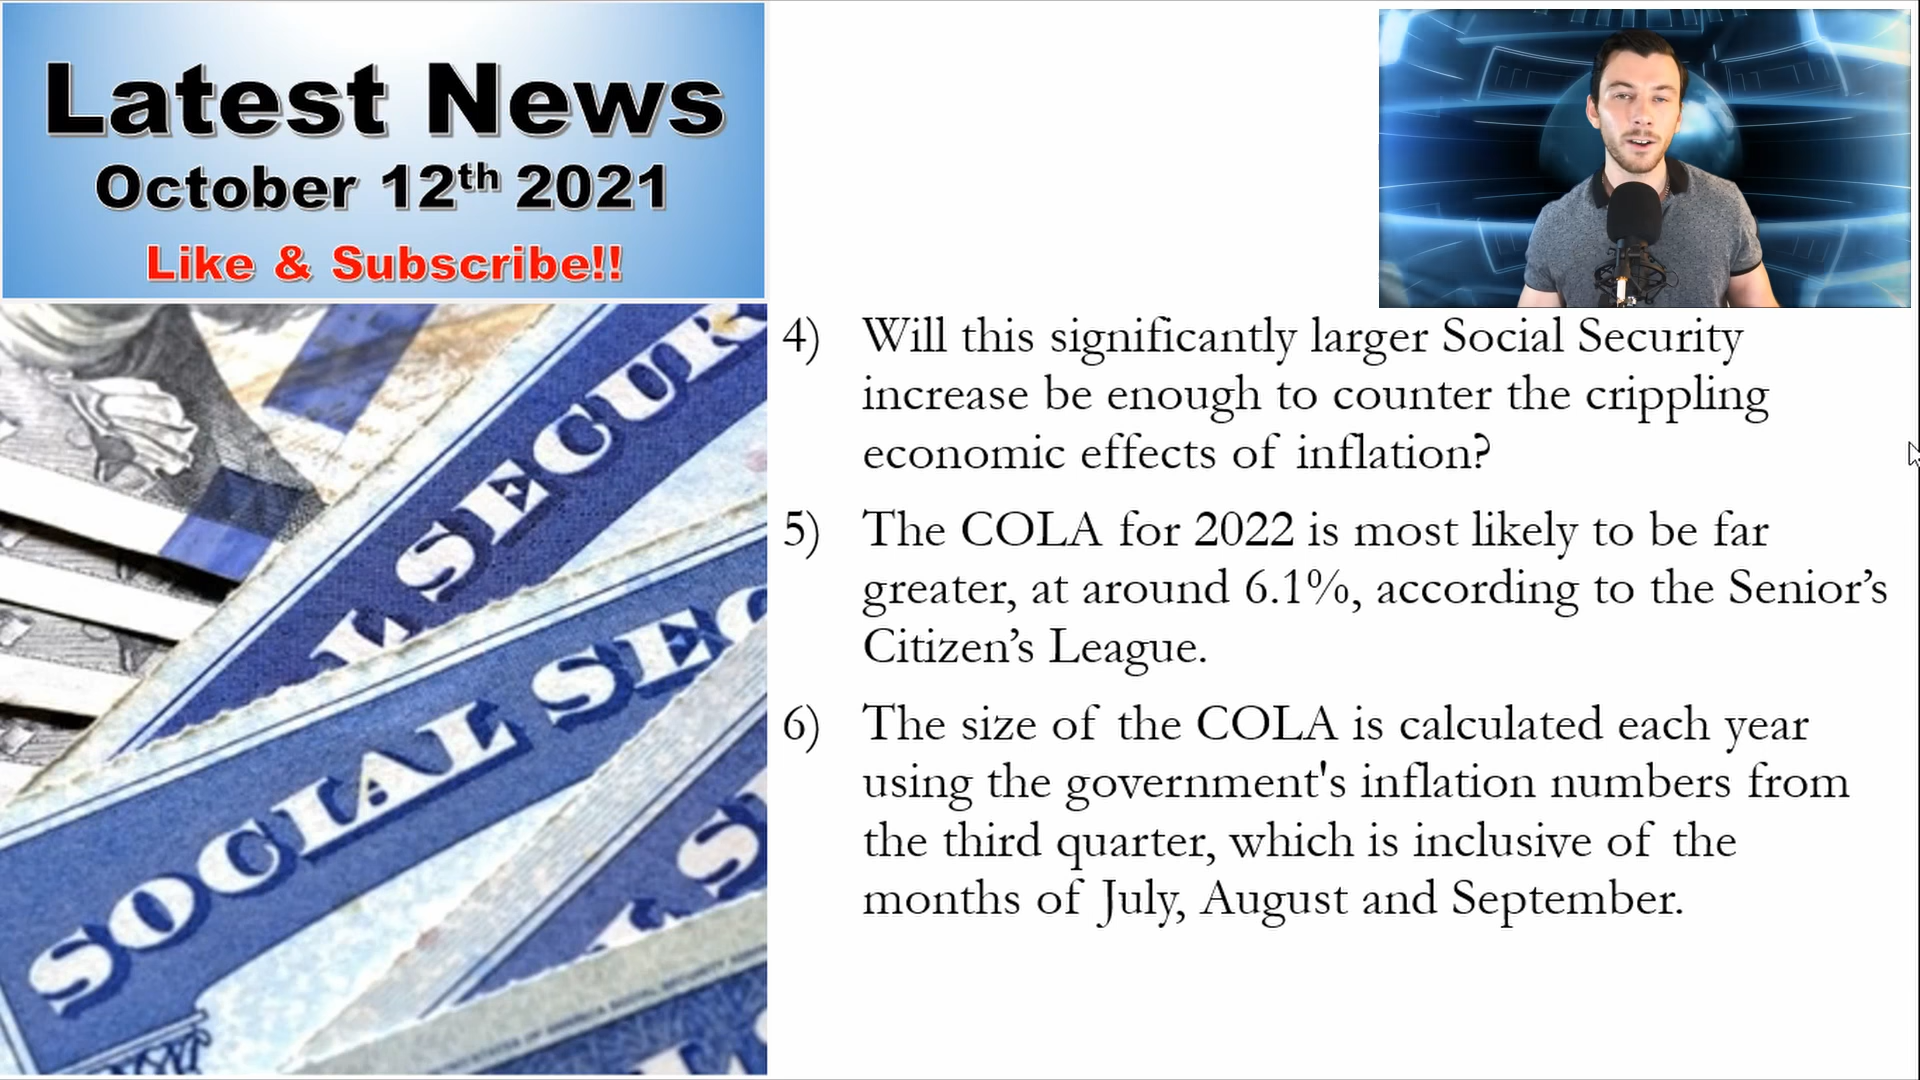 Latest News
October 12th 2021
Like & Subscribe!!
4) Will this significantly larger Social Security
increase be enough to counter the crippling
economic effects of inflation?
5) The COLA for 2022 is most likely to be far
greater, at around 6.1%, according to the Senior’s
Citizen’s League.
6) The size of the COLA is calculated each year
using the government's inflation numbers from
the third quarter, which is inclusive of the
months of July, August and September.
L SECUR
SOCIAL SEC